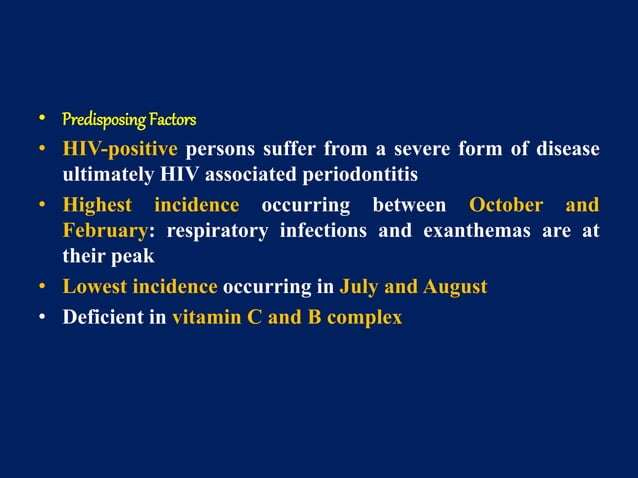 • Predisposing Factors
• HIV-positive persons suffer from a severe form of disease
ultimately HIV associated periodontitis
• Highest incidence occurring between October and
February: respiratory infections and exanthemas are at
their peak
• Lowest incidence occurring in July and August
• Deficient in vitamin C and B complex